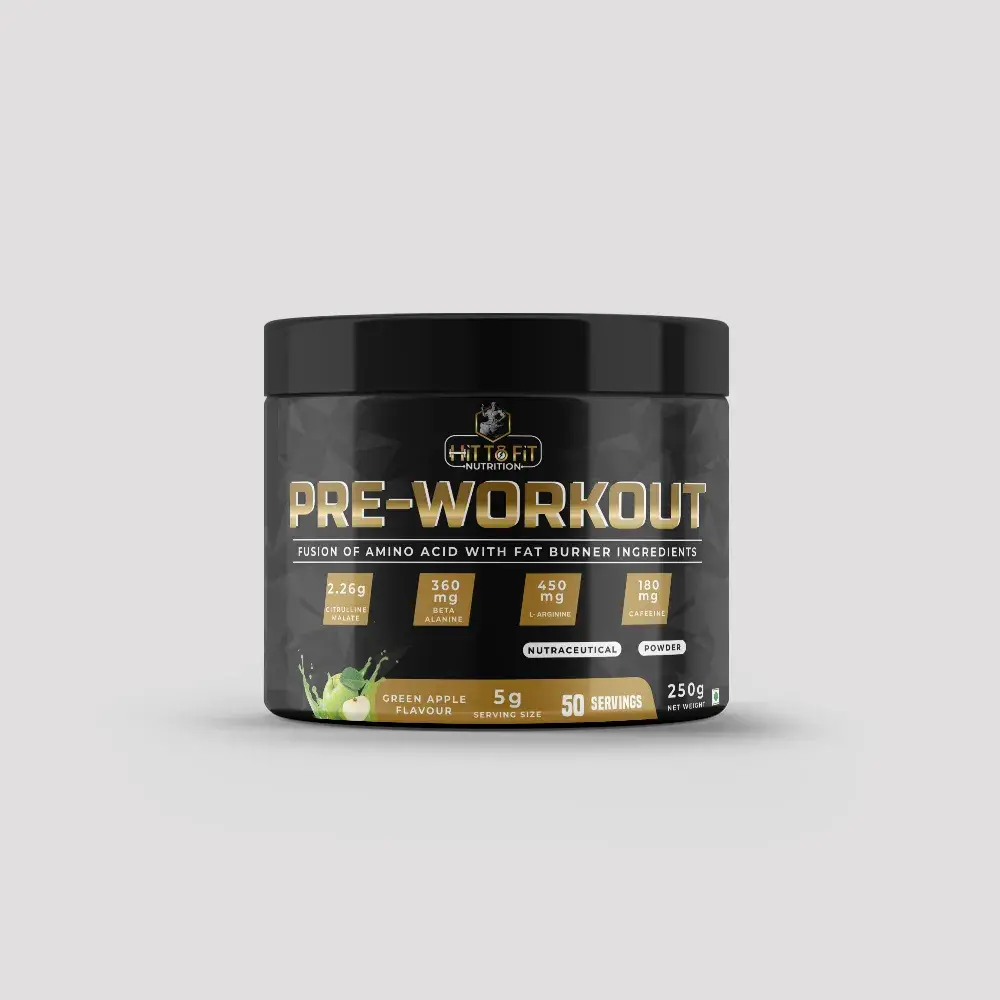 HIT TO FIT
NUTRITION
PRE-WORKOUT
FUSION OF AMINO ACID WITH FAT BURNER INGREDIENTS
2.26g
CITRULLINE
MALATE
360
mg
BETA
ALANINE
450
mg
L-ARGININE
180
mg
CAFEEINE
NUTRACEUTICAL
POWDER
GREEN APPLE
FLAVOUR
5g
SERVING SIZE
50 SERVINGS
250g
NET WEIGHT